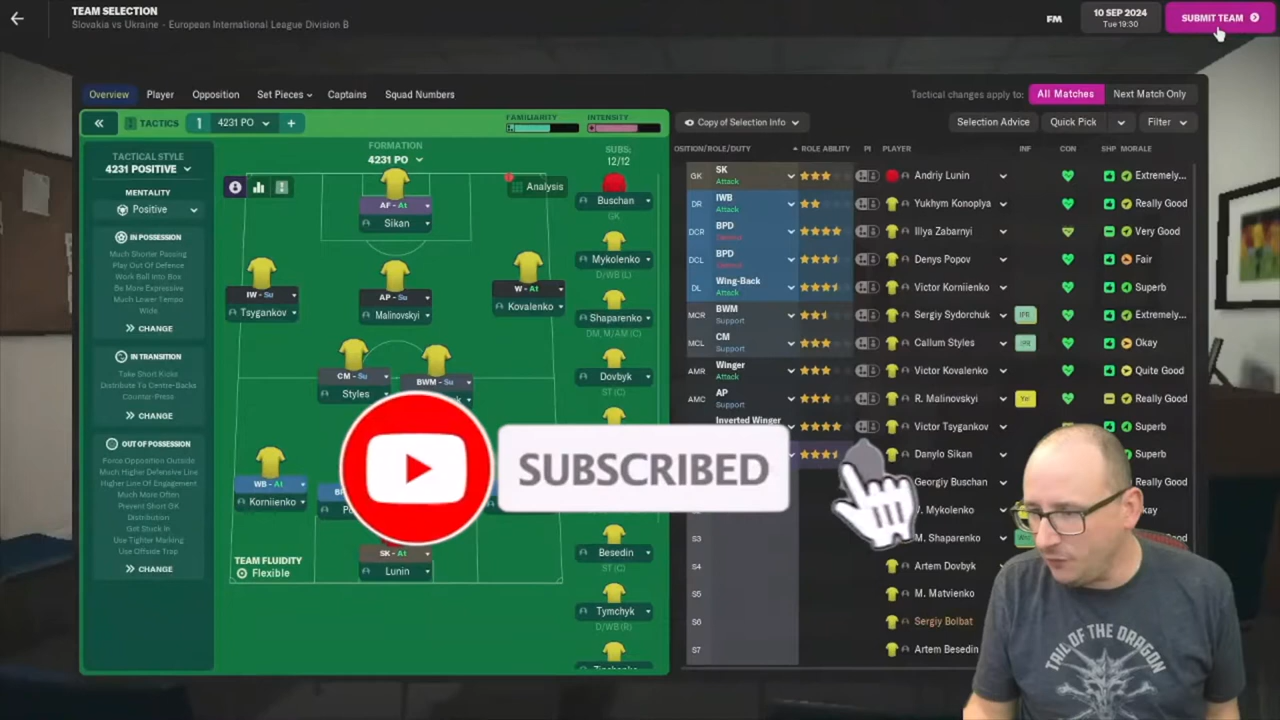 TEAM SELECTION
Slovakia vs Ukraine - European International League Division B
FM
10 SEP 2024
Tue 19:30
SUBMIT TEAM
Overview Player Opposition Set Pieces Captains Squad Numbers
Tactical changes apply to: All Matches Next Match Only
TACTICS 1 4231 PO +
FAMILIARITY INTENSITY
Copy of Selection Info Selection Advice Quick Pick Filter
TACTICAL STYLE
4231 POSITIVE
MENTALITY
Positive
IN POSSESSION
Much Shorter Passing
Play Out Of Defence
Work Ball Into Box
Be More Expressive
Much Lower Tempo
Wide
CHANGE
IN TRANSITION
Take Short Kicks
Distribute To Centre-Backs
Counter-Press
CHANGE
OUT OF POSSESSION
Force Opposition Outside
Much Higher Defensive Line
Higher Line Of Engagement
Much More Often
Prevent Short GK
Distribution
Get Stuck In
Use Tighter Marking
Use Offside Trap
CHANGE
FORMATION
4231 PO
Analysis
AF - At
Sikan
IW - Su
Tsygankov
AP - Su
Malinovskyi
W - At
Kovalenko
CM - Su
Styles
BWM - Su
WB - At
Korniienko
SK - At
Lunin
TEAM FLUIDITY
Flexible
SUBS:
12/12
Buschan
GK
Mykolenko
D/WB (L)
Shaparenko
DM, M/AM (C)
Dovbyk
ST (C)
Besedin
ST (C)
Tymchyk
D/WB (R)
SUBSCRIBED
OSITION/ROLE/DUTY ROLE ABILITY PI PLAYER INF CON SHP MORALE
GK SK Attack Andriy Lunin Extremely...
DR IWB Attack Yukhym Konoplya Really Good
DCR BPD Illya Zabarnyi Very Good
DCL BPD Denys Popov Fair
DL Wing-Back Attack Victor Korniienko Superb
MCR BWM Support Sergiy Sydorchuk Extremely...
MCL CM Support Callum Styles Okay
AMR Winger Attack Victor Kovalenko Quite Good
AMC AP Support R. Malinovskyi Really Good
Inverted Winger Victor Tsygankov Superb
Danylo Sikan Superb
Georgiy Buschan
Mykolenko Okay
S3 M. Shaparenko
S4 Artem Dovbyk
S5 M. Matvienko
S6 Sergiy Bolbat
S7 Artem Besedin
TAIL OF THE
DRAGON